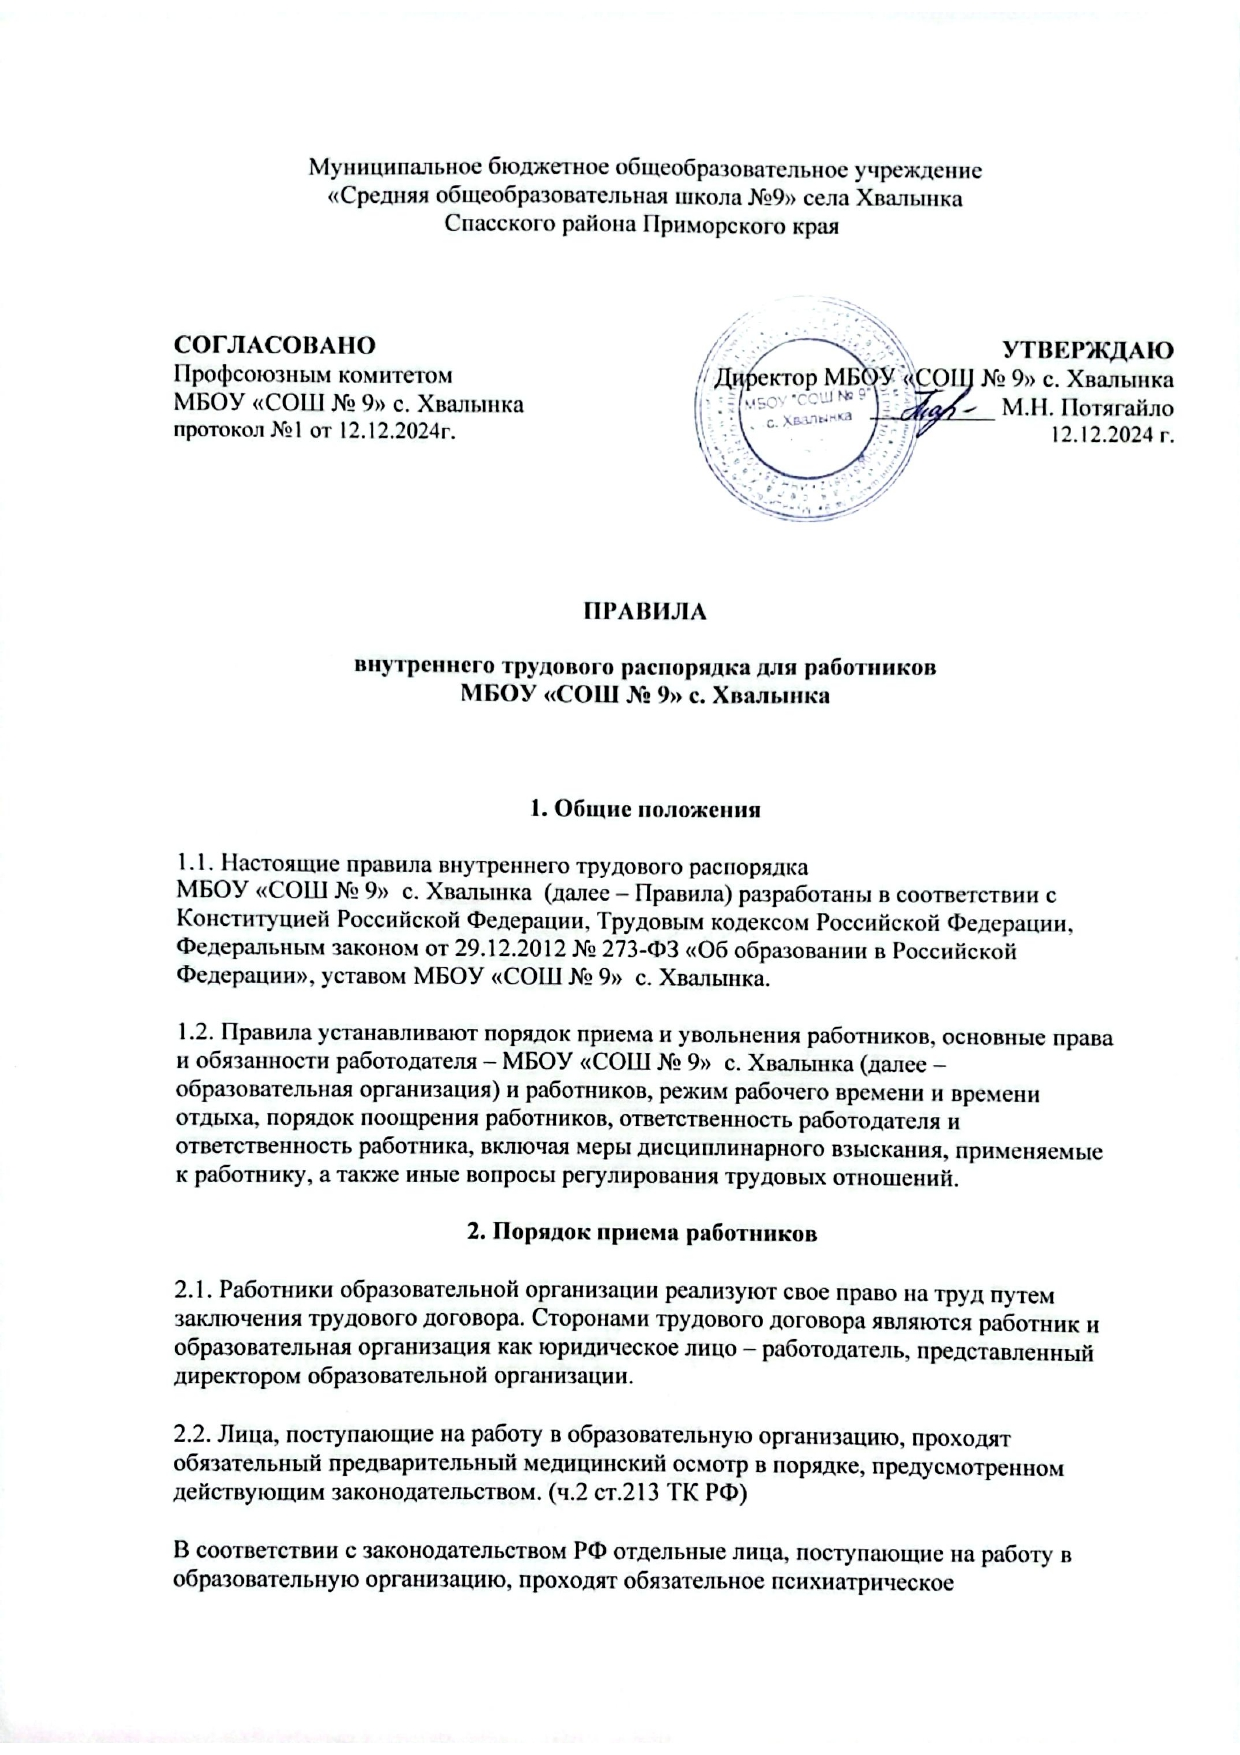 Муниципальное бюджетное общеобразовательное учреждение
«Средняя общеобразовательная школа №9» села Хвалынка
Спасского района Приморского края
СОГЛАСОВАНО
Профсоюзным комитетом
МБОУ «СОШ № 9» с. Хвалынка
протокол №1 от 12.12.2024г.
УТВЕРЖДАЮ
Директор МБОУ «СОШ № 9» с. Хвалынка
М.Н. Потягайло
12.12.2024 г.
МБОУ "СОШ № 9"
с. Хвалынка
ПРАВИЛА
внутреннего трудового распорядка для работников
МБОУ «СОШ № 9» с. Хвалынка
1. Общие положения
1.1. Настоящие правила внутреннего трудового распорядка
МБОУ «СОШ № 9» с. Хвалынка (далее – Правила) разработаны в соответствии с
Конституцией Российской Федерации, Трудовым кодексом Российской Федерации,
Федеральным законом от 29.12.2012 № 273-ФЗ «Об образовании в Российской
Федерации», уставом МБОУ «СОШ № 9» с. Хвалынка.
1.2. Правила устанавливают порядок приема и увольнения работников, основные права
и обязанности работодателя – МБОУ «СОШ № 9» с. Хвалынка (далее –
образовательная организация) и работников, режим рабочего времени и времени
отдыха, порядок поощрения работников, ответственность работодателя и
ответственность работника, включая меры дисциплинарного взыскания, применяемые
к работнику, а также иные вопросы регулирования трудовых отношений.
2. Порядок приема работников
2.1. Работники образовательной организации реализуют свое право на труд путем
заключения трудового договора. Сторонами трудового договора являются работник и
образовательная организация как юридическое лицо – работодатель, представленный
директором образовательной организации.
2.2. Лица, поступающие на работу в образовательную организацию, проходят
обязательный предварительный медицинский осмотр в порядке, предусмотренном
действующим законодательством. (ч.2 ст.213 ТК РФ)
В соответствии с законодательством РФ отдельные лица, поступающие на работу в
образовательную организацию, проходят обязательное психиатрическое